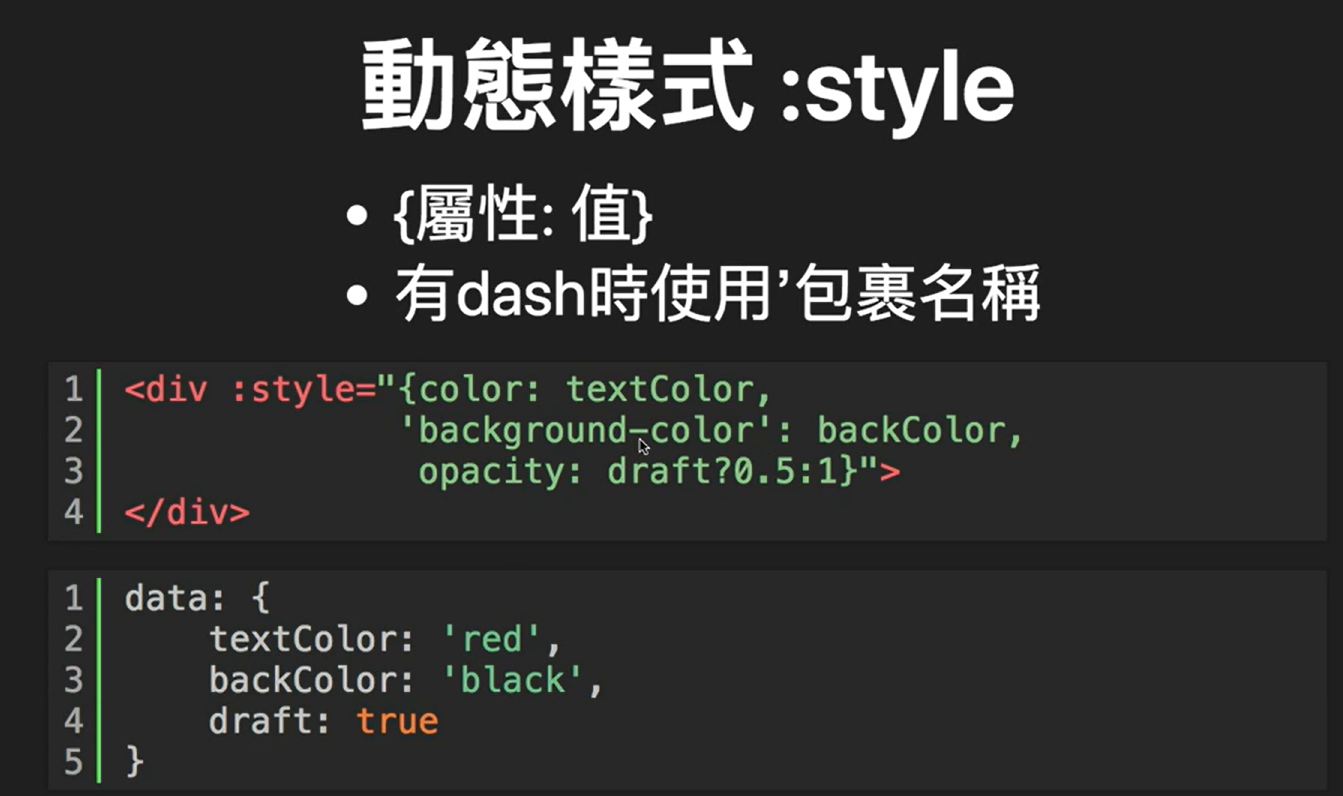 動態樣式 :style
• {屬性: 值}
• 有dash時使用’包裹名稱
1 <div :style="{color: textColor,
2 'background-color': backColor,
3 opacity: draft?0.5:1}">
4 </div>
1 data: {
2 textColor: 'red',
3 backColor: 'black',
4 draft: true
5 }